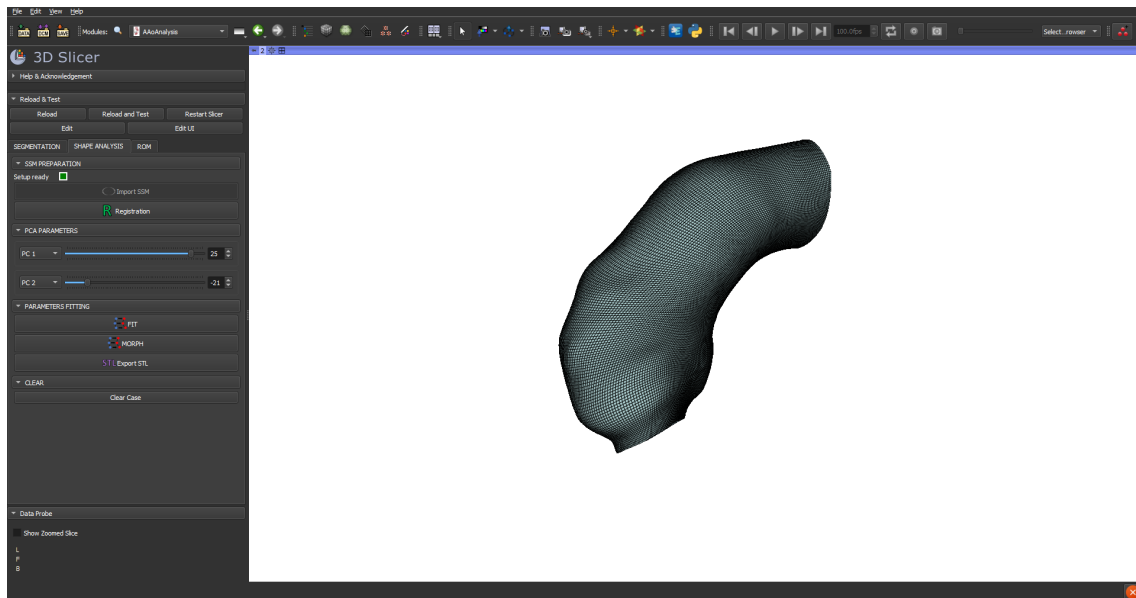 File Edit View Help
DATA DCM SAVE Modules: AAoAnalysis 100.0fps Select...rowser
2
3D Slicer
Help & Acknowledgement
Reload & Test
Reload Reload and Test Restart Slicer
Edit Edit UI
SEGMENTATION SHAPE ANALYSIS ROM
SSM PREPARATION
Setup ready
Import SSM
R Registration
PCA PARAMETERS
PC 1 25
PC 2 -21
PARAMETERS FITTING
FIT
MORPH
STL Export STL
CLEAR
Clear Case
Data Probe
Show Zoomed Slice
L
F
B